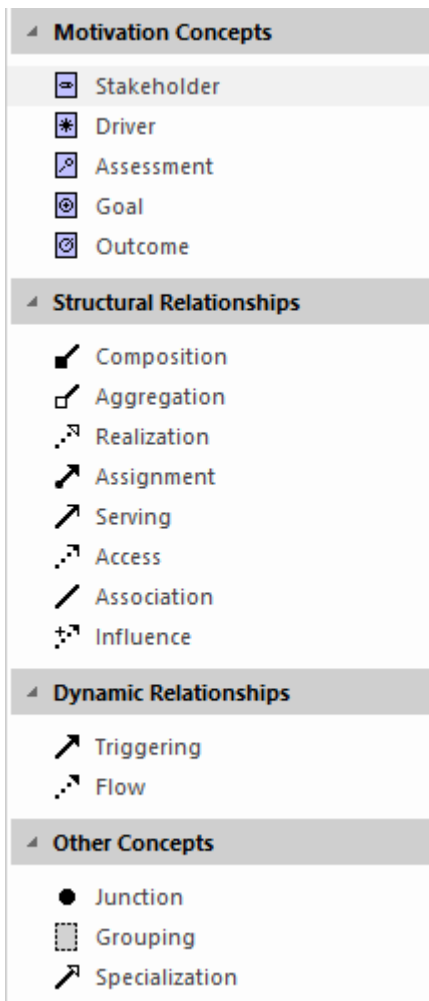 Motivation Concepts
Stakeholder
Driver
Assessment
Goal
Outcome
Structural Relationships
Composition
Aggregation
Realization
Assignment
Serving
Access
Association
Influence
Dynamic Relationships
Triggering
Flow
Other Concepts
Junction
Grouping
Specialization